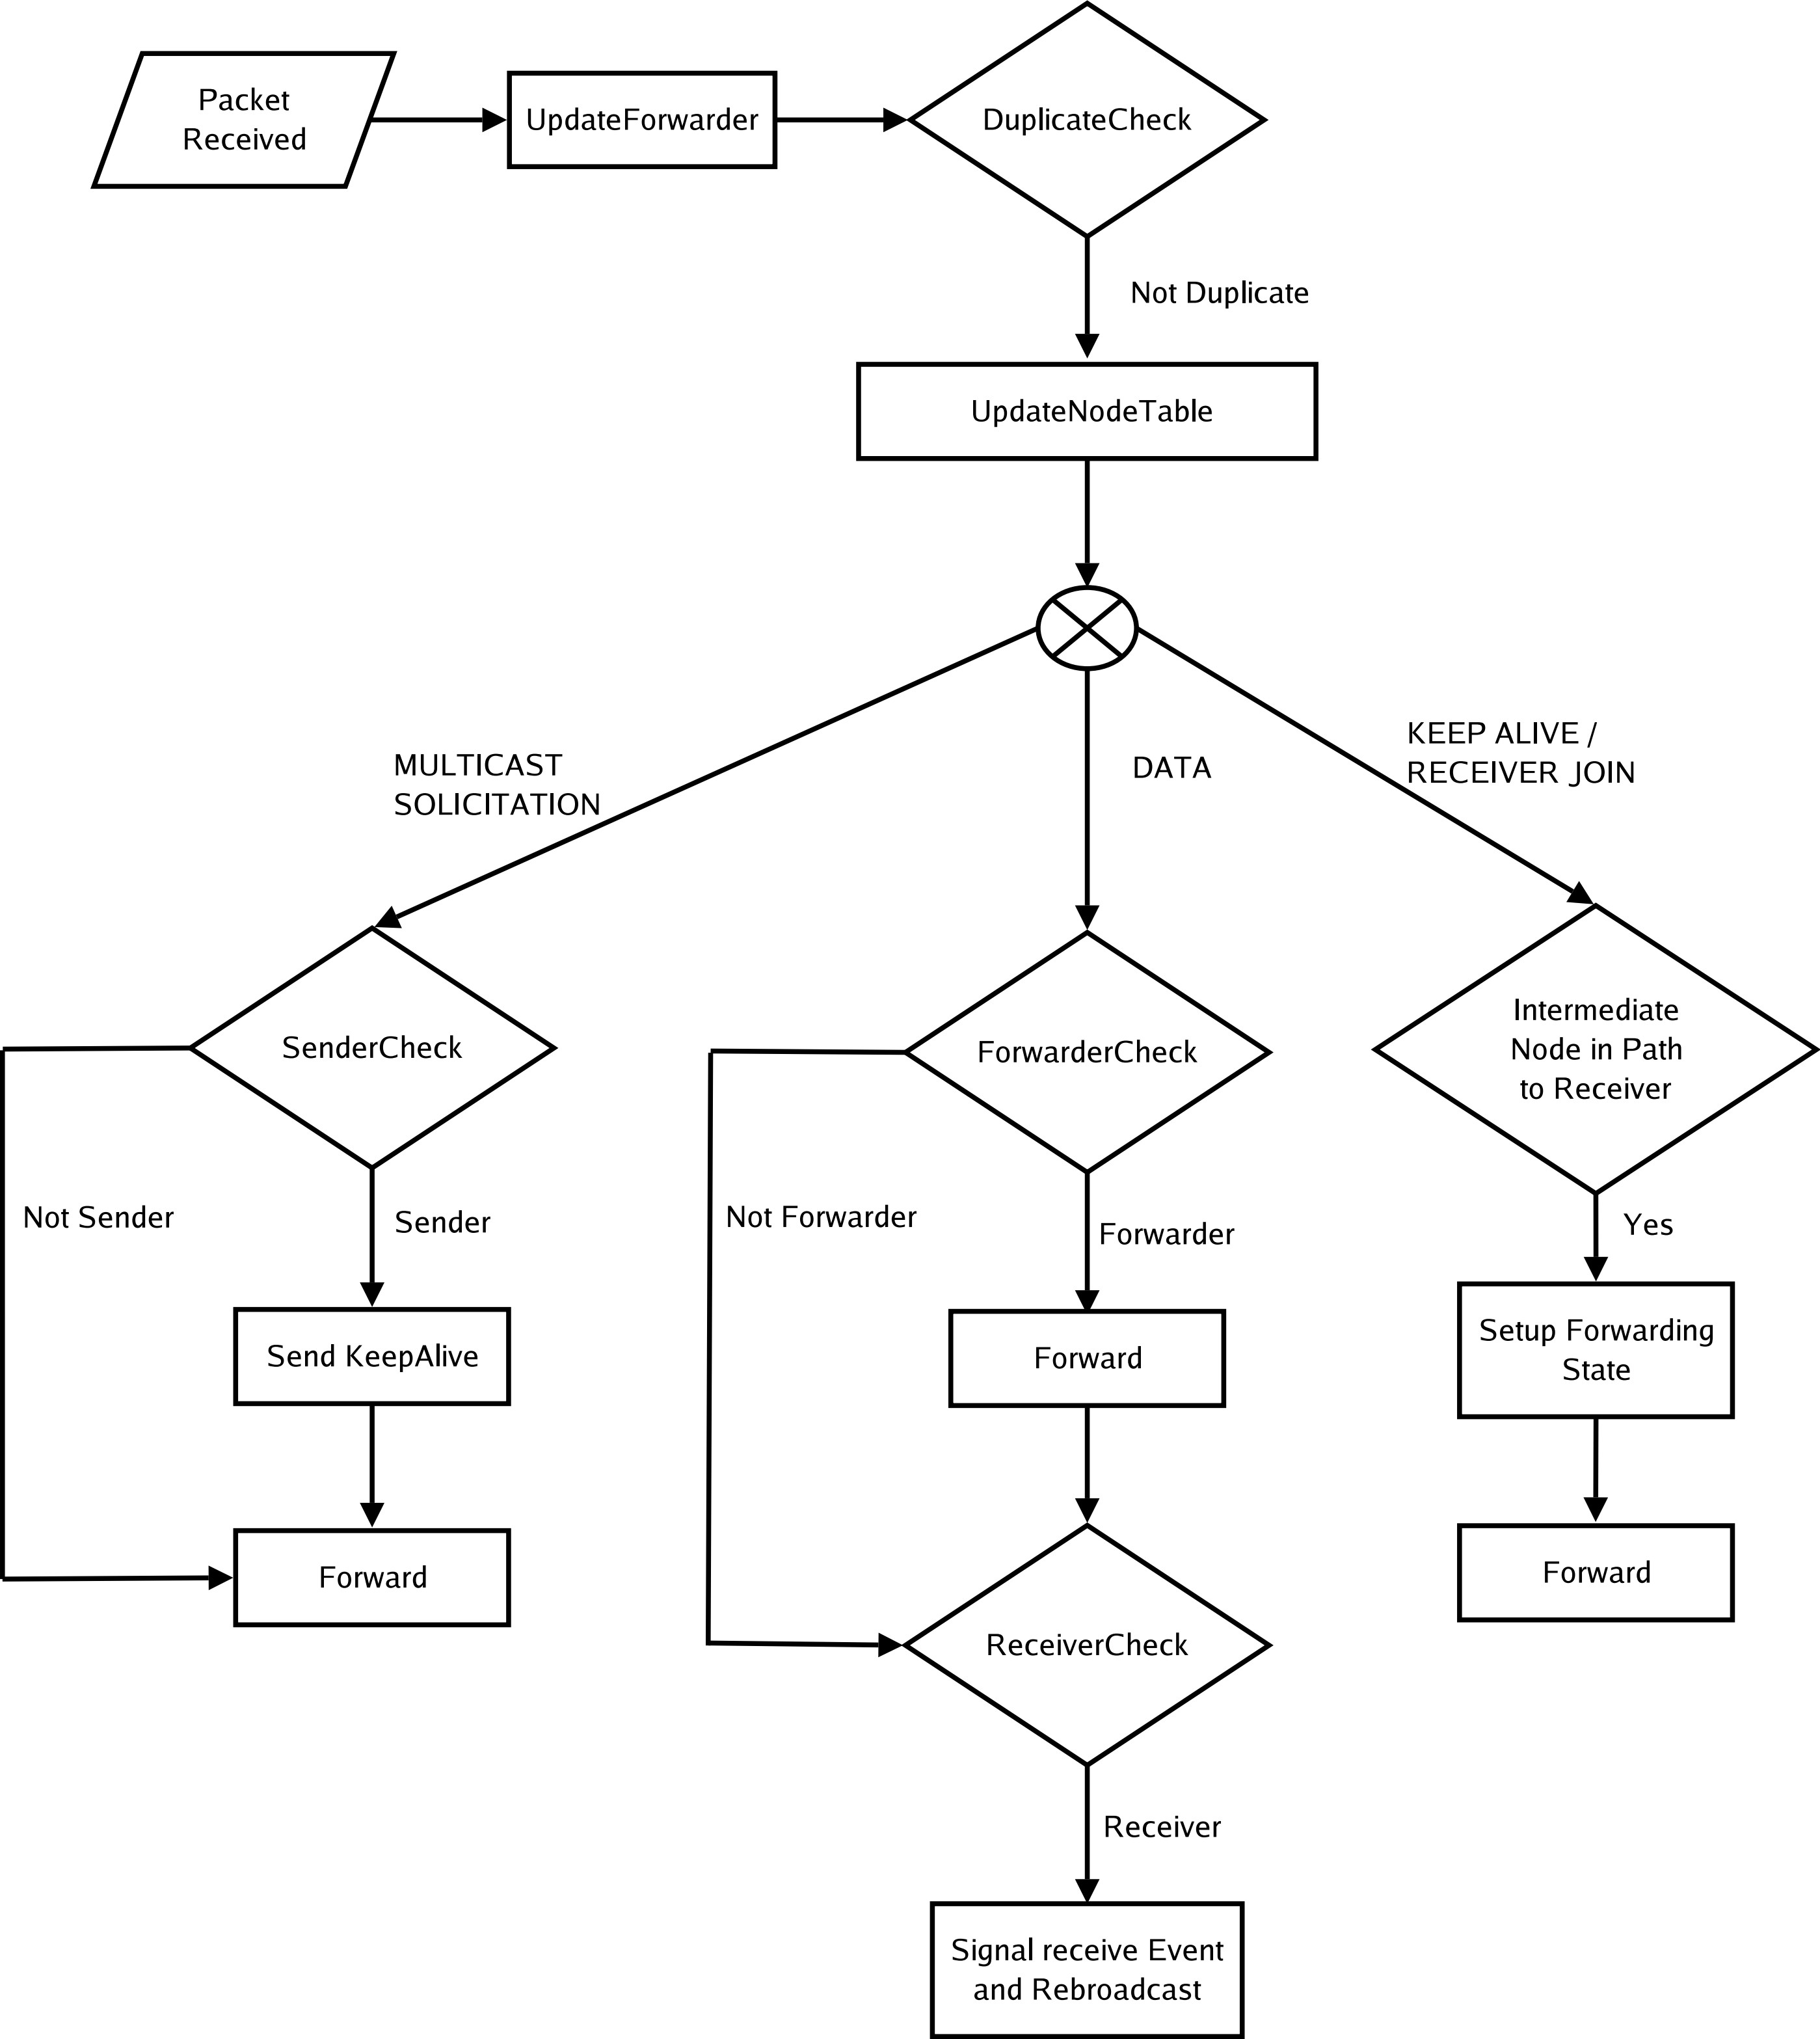 Packet
Received
UpdateForwarder
DuplicateCheck
Not Duplicate
UpdateNodeTable
MULTICAST
SOLICITATION
DATA
KEEP ALIVE /
RECEIVER JOIN
SenderCheck
ForwarderCheck
Intermediate
Node in Path
to Receiver
Not Sender
Sender
Not Forwarder
Forwarder
Yes
Send KeepAlive
Forward
Setup Forwarding
State
Forward
ReceiverCheck
Forward
Receiver
Signal receive Event
and Rebroadcast